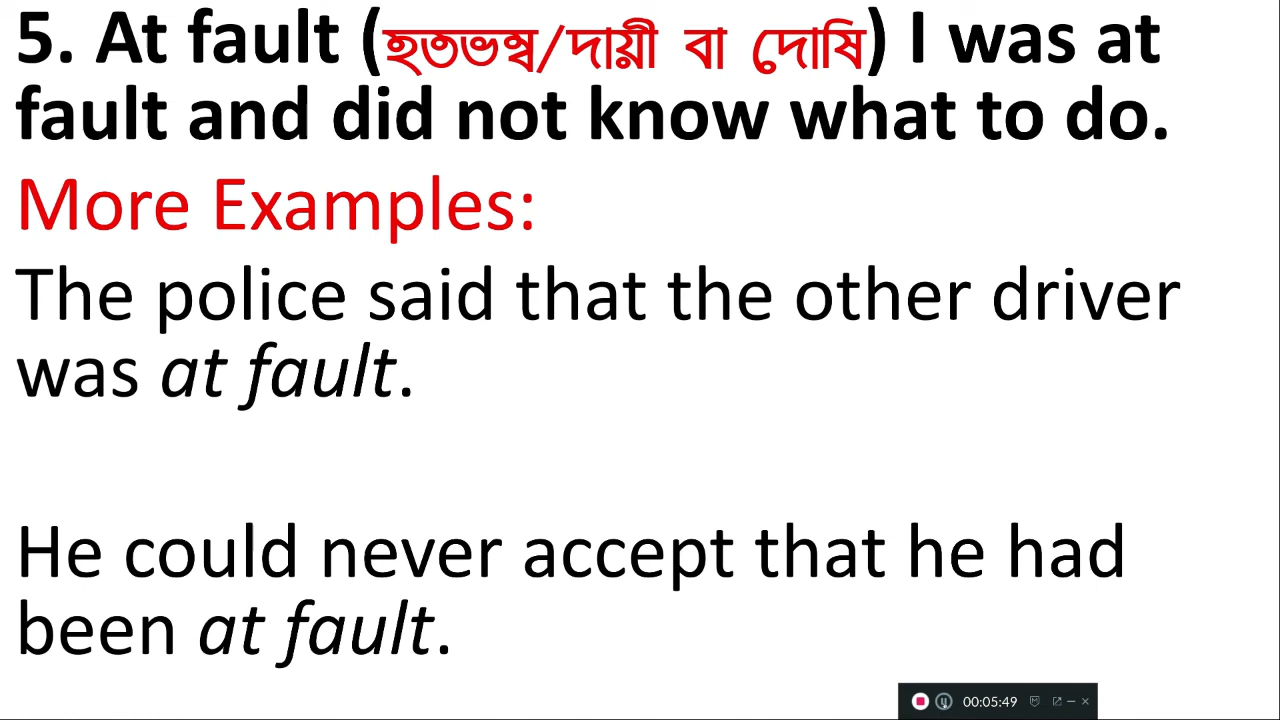 5. At fault (হতভম্ব/দায়ী বা দোষি) I was at
fault and did not know what to do.
More Examples:
The police said that the other driver
was at fault.
He could never accept that he had
been at fault.
00:05:49